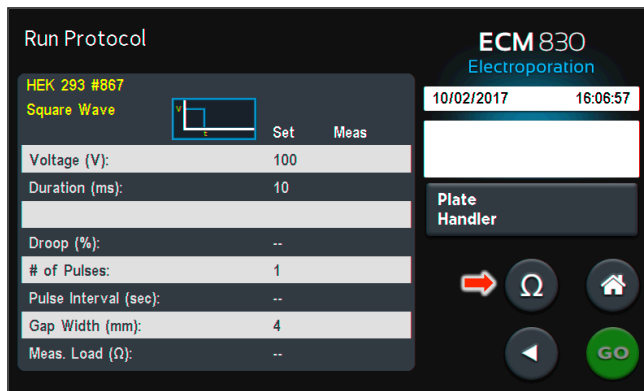 Run Protocol
ECM 830
Electroporation
HEK 293 #867
Square Wave
V
t
Set Meas
10/02/2017 16:06:57
Voltage (V): 100
Duration (ms): 10
Plate
Handler
Droop (%): --
# of Pulses: 1
Pulse Interval (sec): --
Gap Width (mm): 4
Meas. Load (Ω): --
Ω
GO